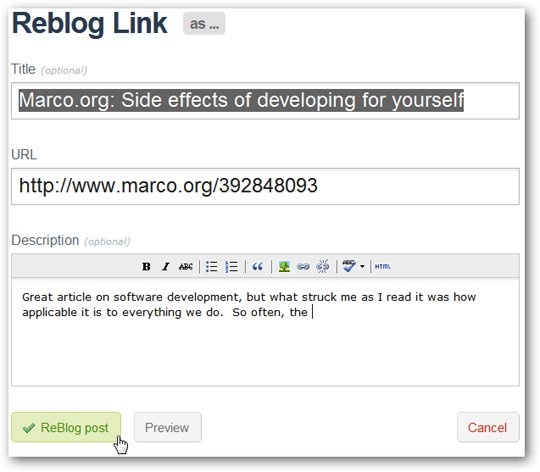 Reblog Link as ...
Title (optional)
Marco.org: Side effects of developing for yourself
URL
http://www.marco.org/392848093
Description (optional)
B I ABC ABC HTML
Great article on software development, but what struck me as I read it was how
applicable it is to everything we do.  So often, the
ReBlog post Preview Cancel